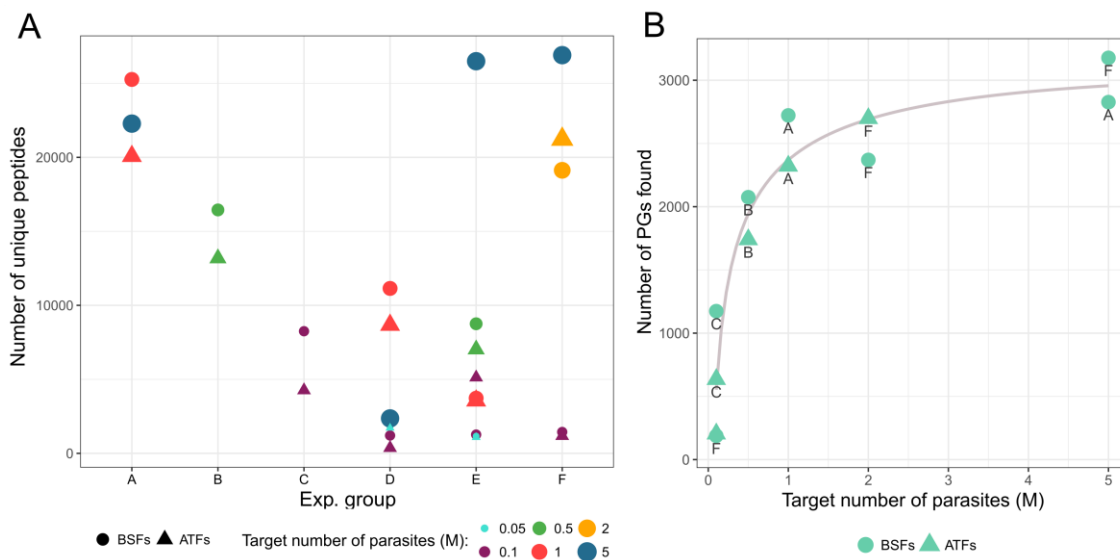 A
Number of unique peptides
20000
10000
0
A B C D E F
Exp. group
BSFs ATFs Target number of parasites (M): 0.05 0.5 2
0.1 1 5
B
Number of PGs found
3000
2000
1000
0
F
A
A
F
A
F
B
B
C
C
F
0 1 2 3 4 5
Target number of parasites (M)
BSFs ATFs